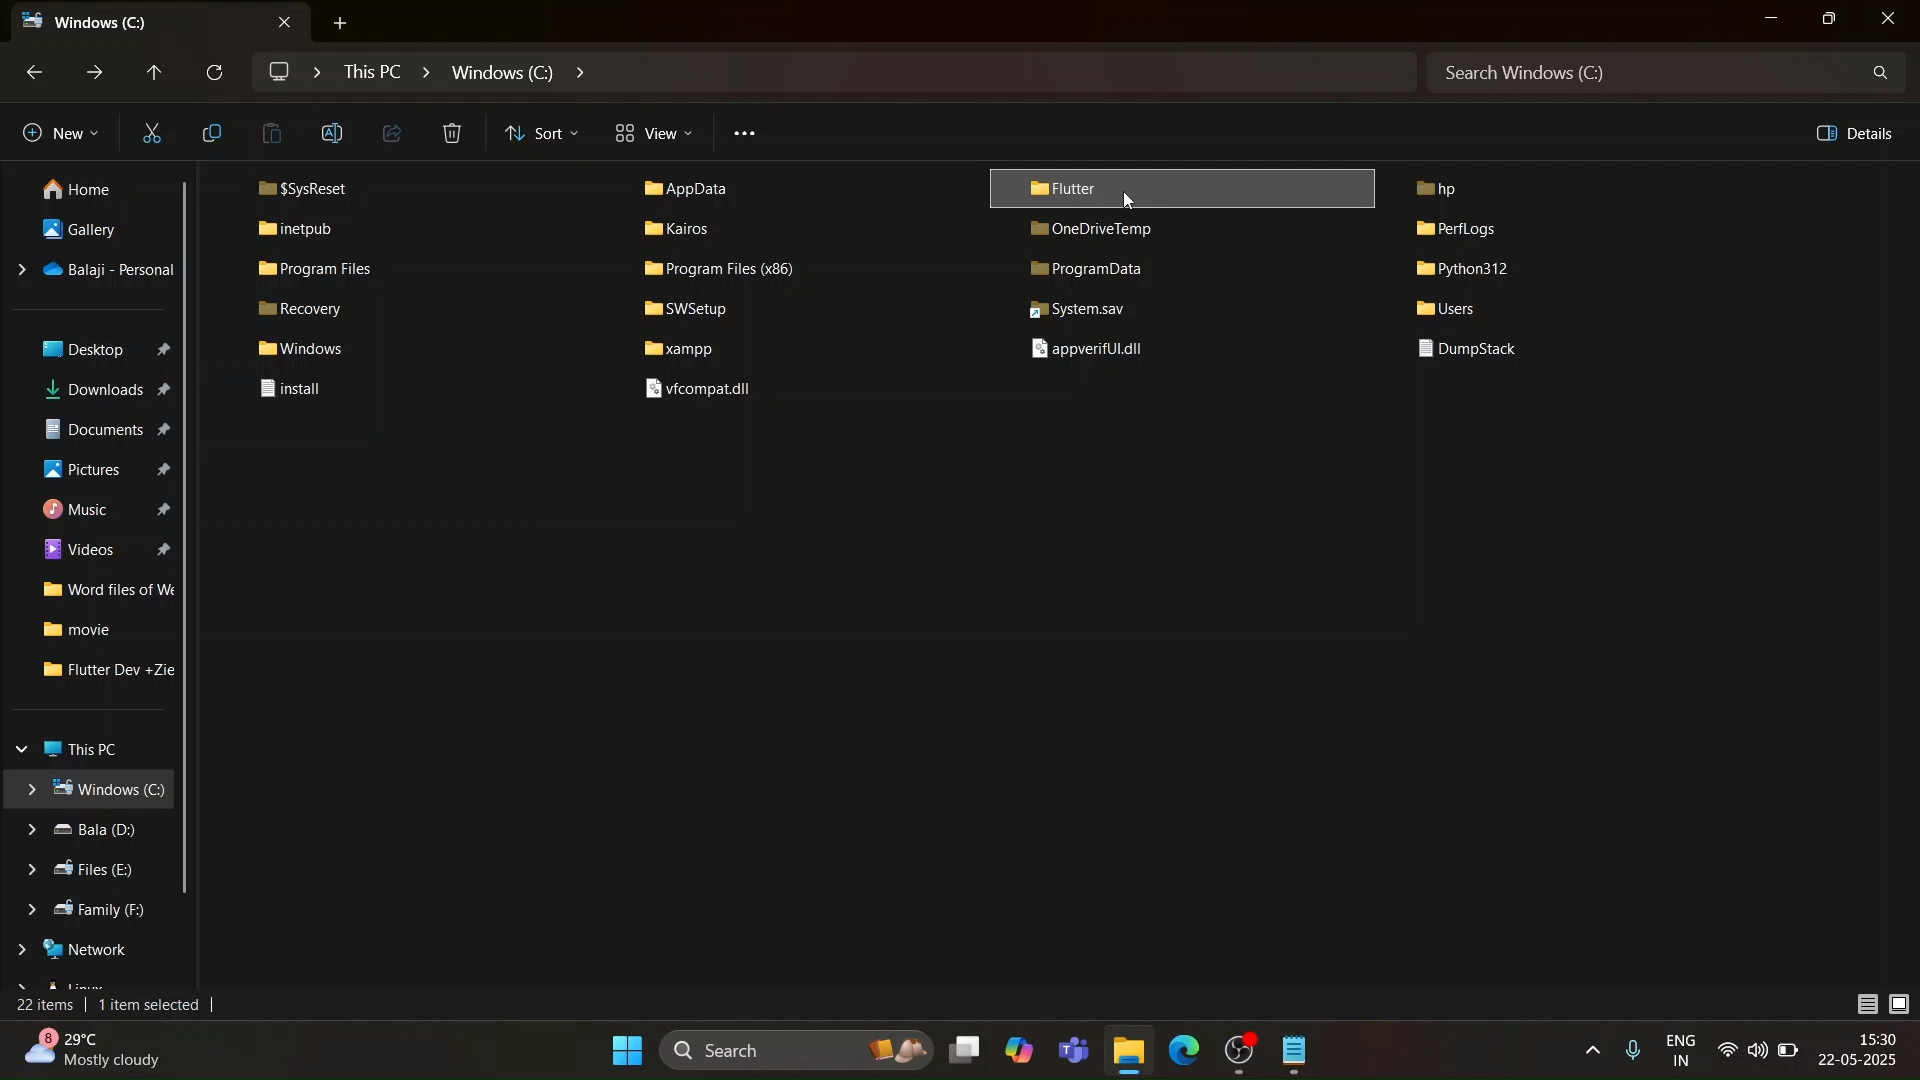 Windows (C:)
This PC
Windows (C:)
Search Windows (C:)
New
Sort
View
Details
Home
Gallery
Balaji - Personal
Desktop
Downloads
Documents
Pictures
Music
Videos
Word files of We
movie
Flutter Dev +Zie
This PC
Windows (C:)
Bala (D:)
Files (E:)
Family (F:)
Network
Linux
$SysReset
AppData
Flutter
hp
inetpub
Kairos
OneDriveTemp
PerfLogs
Program Files
Program Files (x86)
ProgramData
Python312
Recovery
SWSetup
System.sav
Users
Windows
xampp
appverifUI.dll
DumpStack
install
vfcompat.dll
22 items
1 item selected
8
29°C
Mostly cloudy
Search
ENG
IN
15:30
22-05-2025